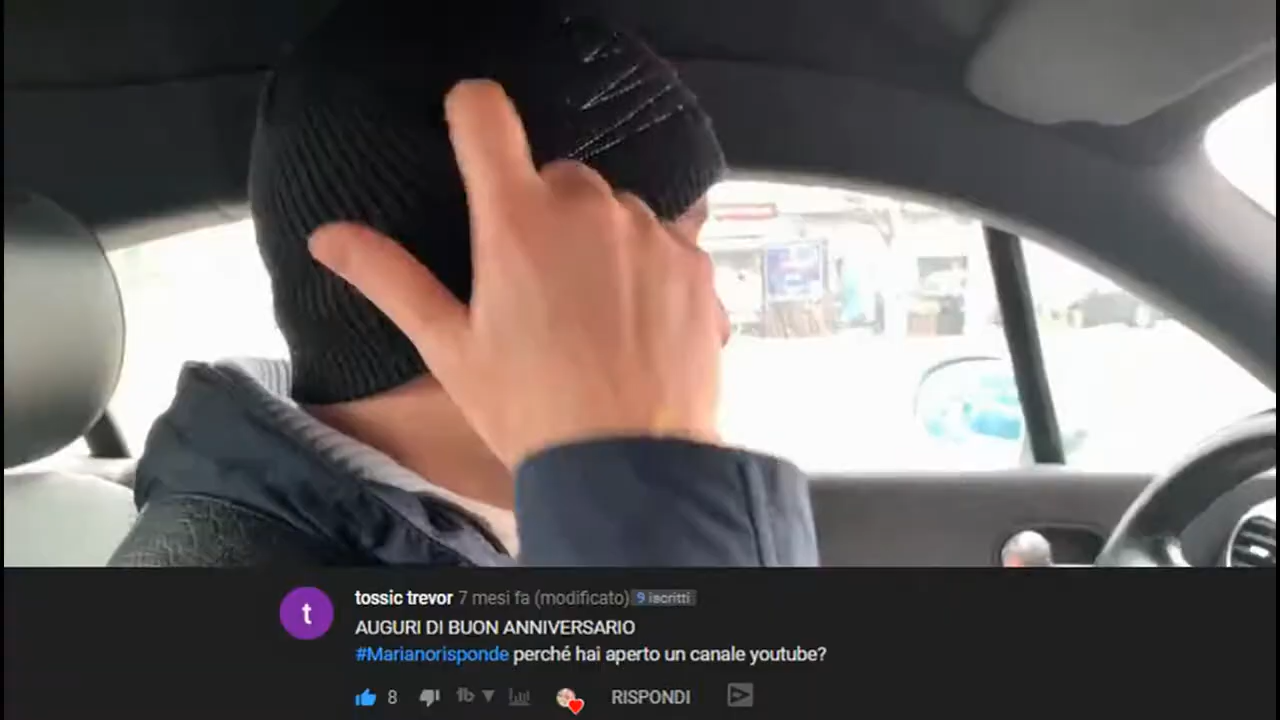 t
tossic trevor 7 mesi fa (modificato) 9 iscritti
AUGURI DI BUON ANNIVERSARIO
#Marianorisponde perché hai aperto un canale youtube?
8 RISPONDI